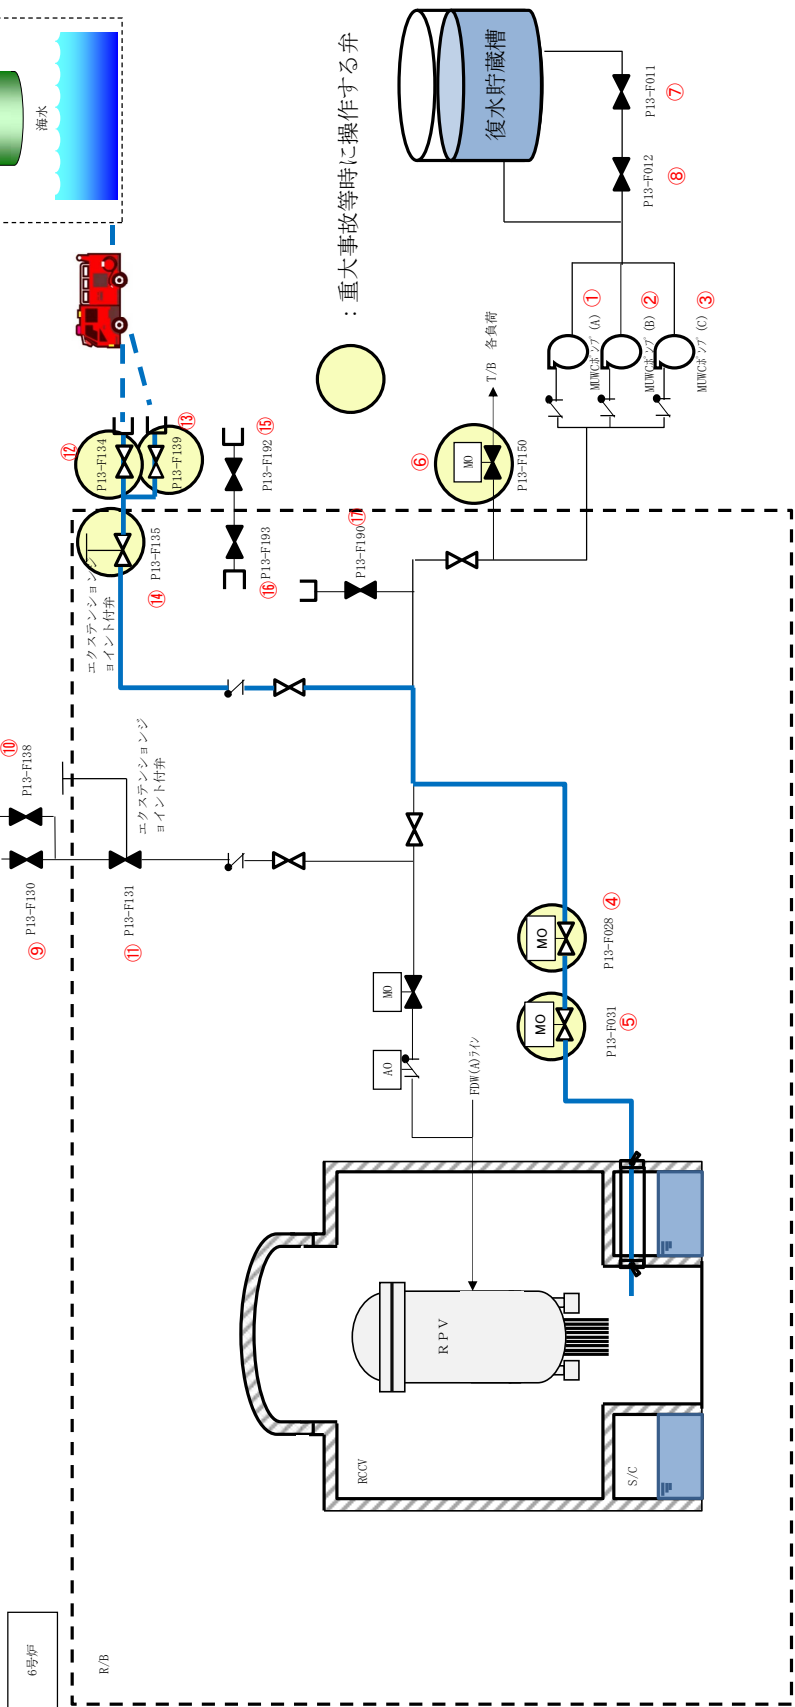 海水
：重大事故等時に操作する弁
復水貯蔵槽
P13-F011
⑦
P13-F012
⑧
MUWCポンプ(A)
①
MUWCポンプ(B)
②
MUWCポンプ(C)
③
T/B 各負荷
⑥
MO
P13-F150
⑫
P13-F134
⑬
P13-F139
⑮
P13-F192
P13-F193
⑯
P13-F190
⑰
P13-F135
⑭
エクステンションジ
ョイント付弁
⑩
P13-F138
P13-F130
⑨
エクステンションジ
ョイント付弁
P13-F131
⑪
MO
AO
FDW(A)ライン
MO
P13-F028
④
MO
P13-F031
⑤
RPV
RCCV
S/C
6号炉
R/B